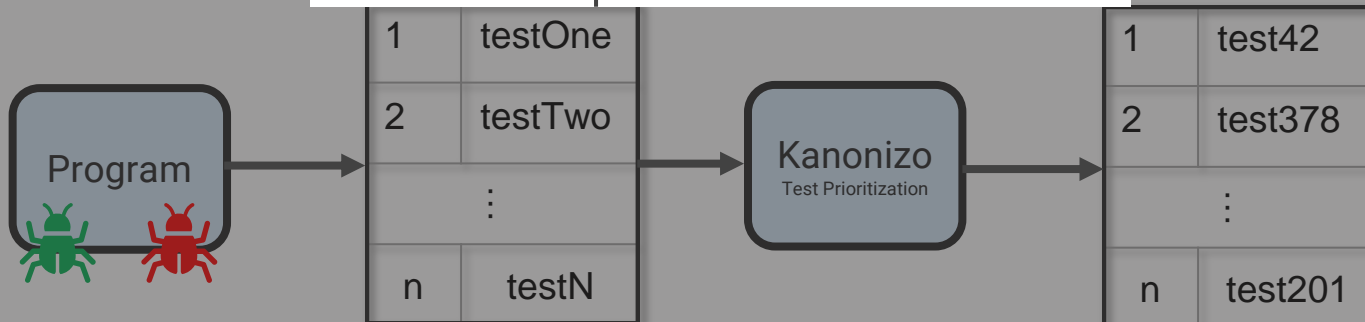 Program
1 testOne
2 testTwo
⋮
n testN
Kanonizo
Test Prioritization
1 test42
2 test378
⋮
n test201